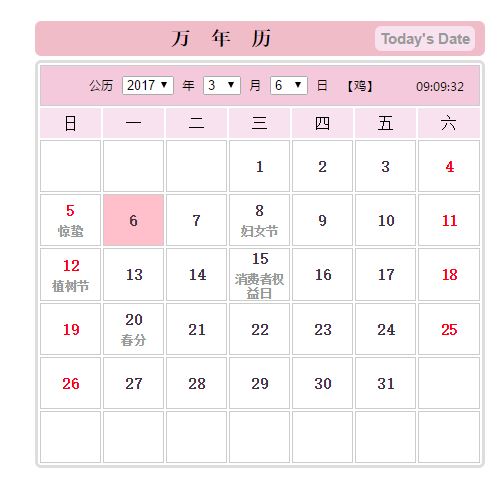 万 年 历 Today's Date
公历 2017 年 3 月 6 日 【鸡】 09:09:32
日 一 二 三 四 五 六
1 2 3 4
5 6 7 8 9 10 11
惊蛰 妇女节
12 13 14 15 16 17 18
植树节 消费者权
益日
19 20 21 22 23 24 25
春分
26 27 28 29 30 31